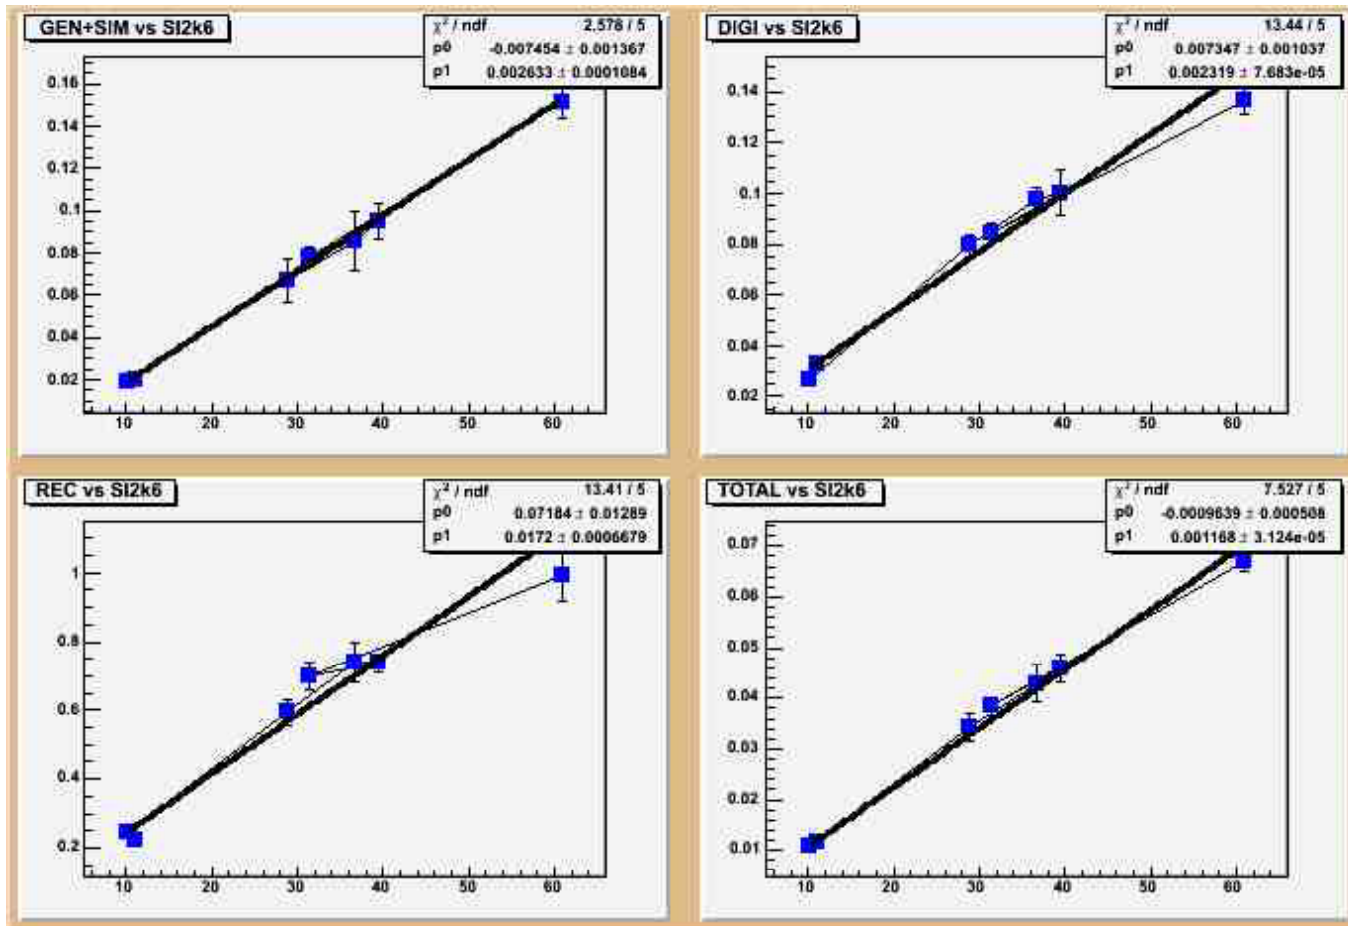 GEN+SIM vs SI2k6
χ² / ndf 2.578 / 5
p0 -0.007454 ± 0.001367
p1 0.002633 ± 0.0001084
0.16
0.14
0.12
0.1
0.08
0.06
0.04
0.02
10 20 30 40 50 60
DIGI vs SI2k6
χ² / ndf 13.44 / 5
p0 0.007347 ± 0.001037
p1 0.002319 ± 7.683e-05
0.14
0.12
0.1
0.08
0.06
0.04
0.02
10 20 30 40 50 60
REC vs SI2k6
χ² / ndf 13.41 / 5
p0 0.07184 ± 0.01289
p1 0.0172 ± 0.0006679
1
0.8
0.6
0.4
0.2
10 20 30 40 50 60
TOTAL vs SI2k6
χ² / ndf 7.527 / 5
p0 -0.0009639 ± 0.000508
p1 0.001168 ± 3.124e-05
0.07
0.06
0.05
0.04
0.03
0.02
0.01
10 20 30 40 50 60